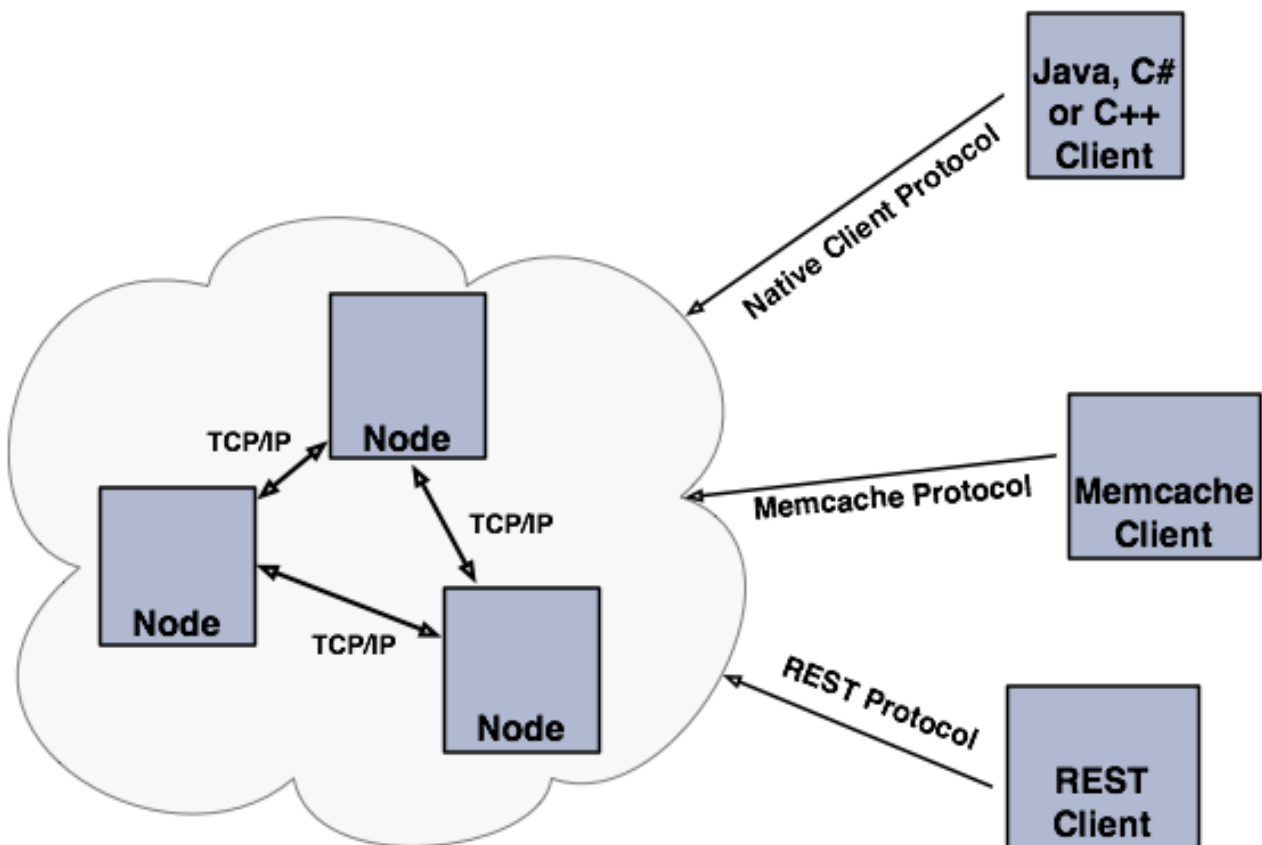 Java, C#
or C++
Client
Native Client Protocol
Node
TCP/IP
TCP/IP
Memcache Protocol
Memcache
Client
Node
TCP/IP
Node
REST Protocol
REST
Client